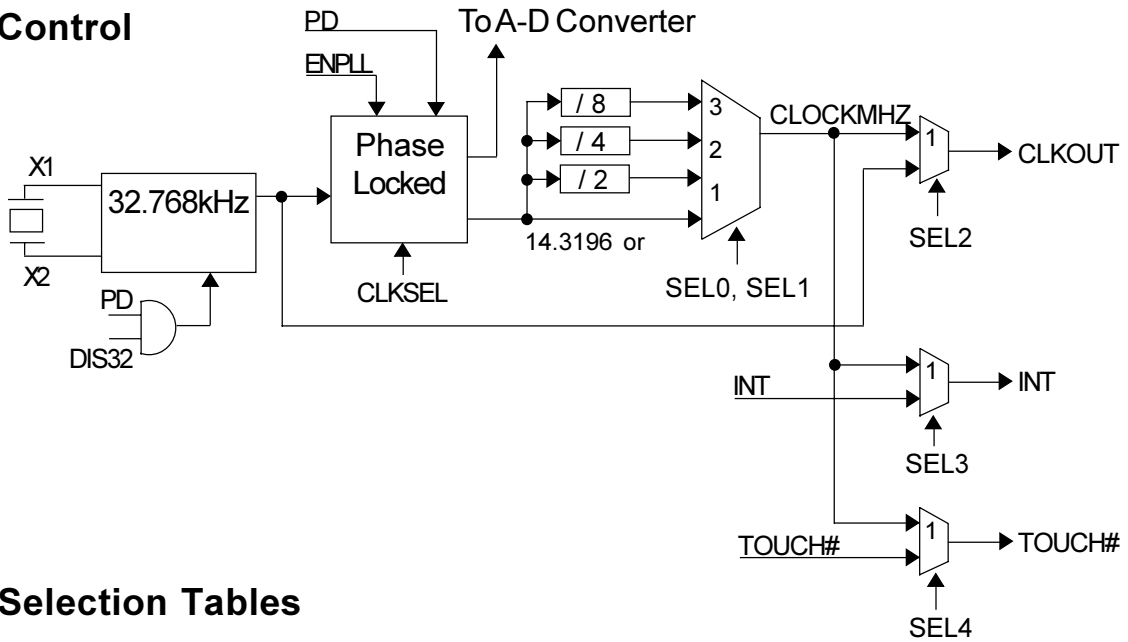 Control
PD
To A-D Converter
ENPLL
/ 8
/ 4
/ 2
3
2
1
CLOCKMHZ
1
CLKOUT
Phase
Locked
X1
32.768kHz
X2
14.3196 or
SEL2
CLKSEL
SEL0, SEL1
PD
DIS32
INT
1
INT
SEL3
TOUCH#
1
TOUCH#
SEL4
Selection Tables